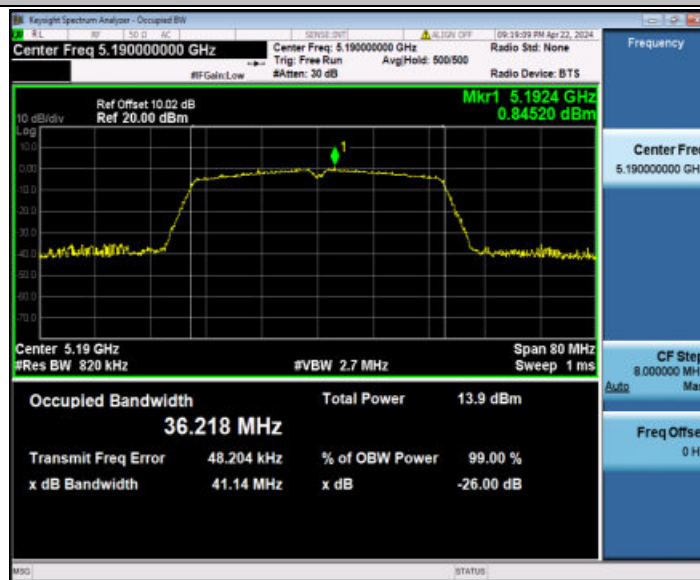 Keysight Spectrum Analyzer - Occupied BW
RL RF 50 Ω AC SENSE:INT ALIGN OFF 09:19:09 PM Apr 22, 2024
Center Freq 5.190000000 GHz
Center Freq: 5.190000000 GHz
Radio Std: None
Trig: Free Run Avg|Hold: 500/500
#IFGain:Low
#Atten: 30 dB
Radio Device: BTS
Frequency
Ref Offset 10.02 dB
Mkr1 5.1924 GHz
10 dB/div Ref 20.00 dBm
0.84520 dBm
Log
10.0
1
0.00
-10.0
-20.0
-30.0
-40.0
-50.0
-60.0
-70.0
Center Freq
5.190000000 GH
Center 5.19 GHz
Span 80 MHz
#Res BW 820 kHz
#VBW 2.7 MHz
Sweep 1 ms
CF Step
8.000000 MH
Auto Ma
Occupied Bandwidth
Total Power 13.9 dBm
36.218 MHz
Freq Offse
0 H
Transmit Freq Error 48.204 kHz % of OBW Power 99.00 %
x dB Bandwidth 41.14 MHz x dB -26.00 dB
MSG
STATUS